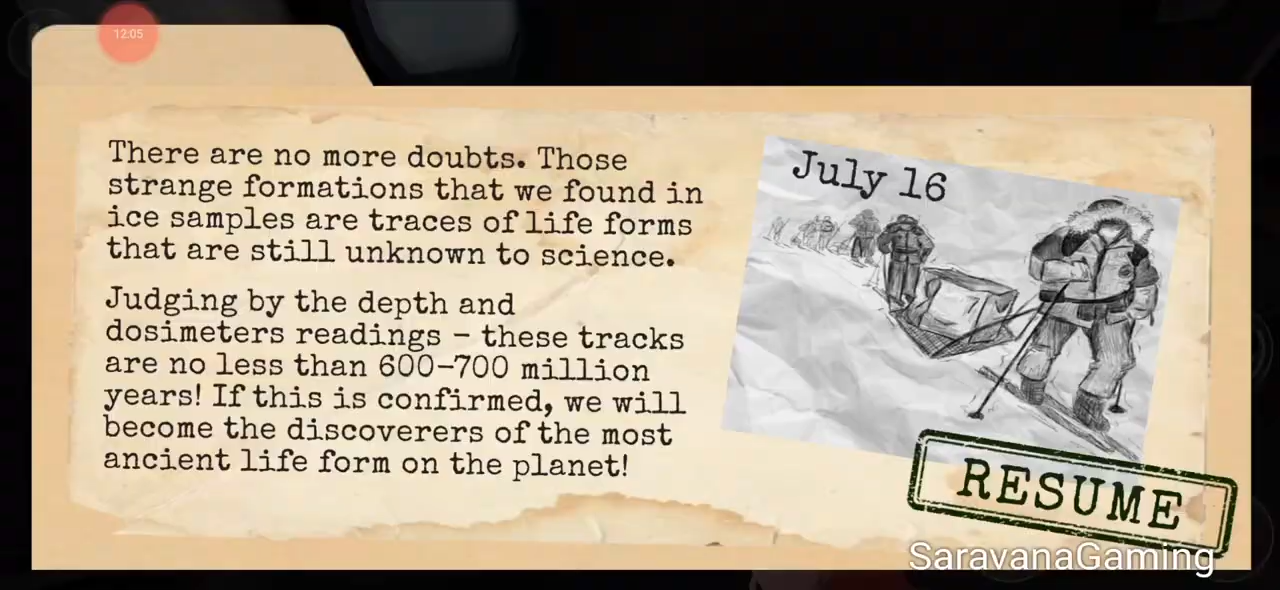 12:05
There are no more doubts. Those
strange formations that we found in
ice samples are traces of life forms
that are still unknown to science.
Judging by the depth and
dosimeters readings – these tracks
are no less than 600-700 million
years! If this is confirmed, we will
become the discoverers of the most
ancient life form on the planet!
July 16
RESUME
SaravanaGaming